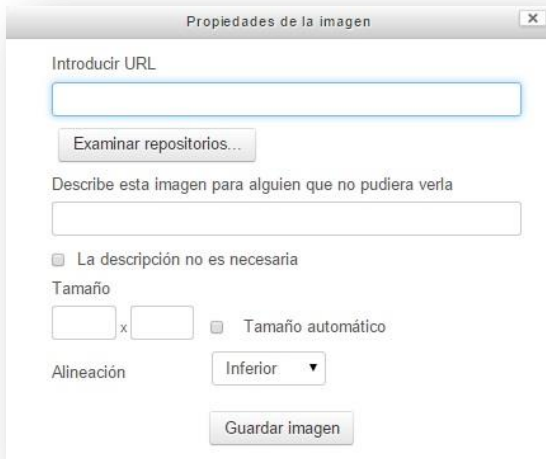 Propiedades de la imagen
x
Introducir URL
Examinar repositorios...
Describe esta imagen para alguien que no pudiera verla
La descripción no es necesaria
Tamaño
x Tamaño automático
Alineación Inferior
Guardar imagen